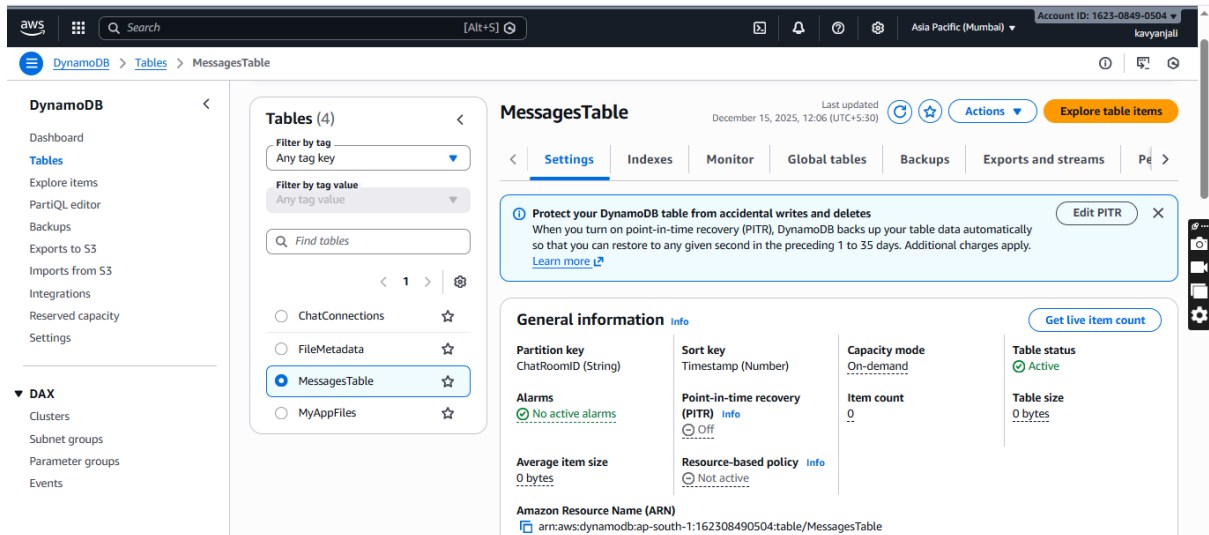 aws
Search
[Alt+S]
Asia Pacific (Mumbai)
Account ID: 1623-0849-0504
kavyanjali
DynamoDB > Tables > MessagesTable
DynamoDB
Dashboard
Tables
Explore items
PartiQL editor
Backups
Exports to S3
Imports from S3
Integrations
Reserved capacity
Settings
DAX
Clusters
Subnet groups
Parameter groups
Events
Tables (4)
Filter by tag
Any tag key
Filter by tag value
Any tag value
Find tables
1
ChatConnections
FileMetadata
MessagesTable
MyAppFiles
MessagesTable
Last updated
December 15, 2025, 12:06 (UTC+5:30)
Actions
Explore table items
Settings
Indexes
Monitor
Global tables
Backups
Exports and streams
Pe
Protect your DynamoDB table from accidental writes and deletes
When you turn on point-in-time recovery (PITR), DynamoDB backs up your table data automatically
so that you can restore to any given second in the preceding 1 to 35 days. Additional charges apply.
Learn more
Edit PITR
General information Info
Get live item count
Partition key
ChatRoomID (String)
Sort key
Timestamp (Number)
Capacity mode
On-demand
Table status
Active
Alarms
No active alarms
Point-in-time recovery
(PITR) Info
Off
Item count
0
Table size
0 bytes
Average item size
0 bytes
Resource-based policy Info
Not active
Amazon Resource Name (ARN)
arn:aws:dynamodb:ap-south-1:162308490504:table/MessagesTable